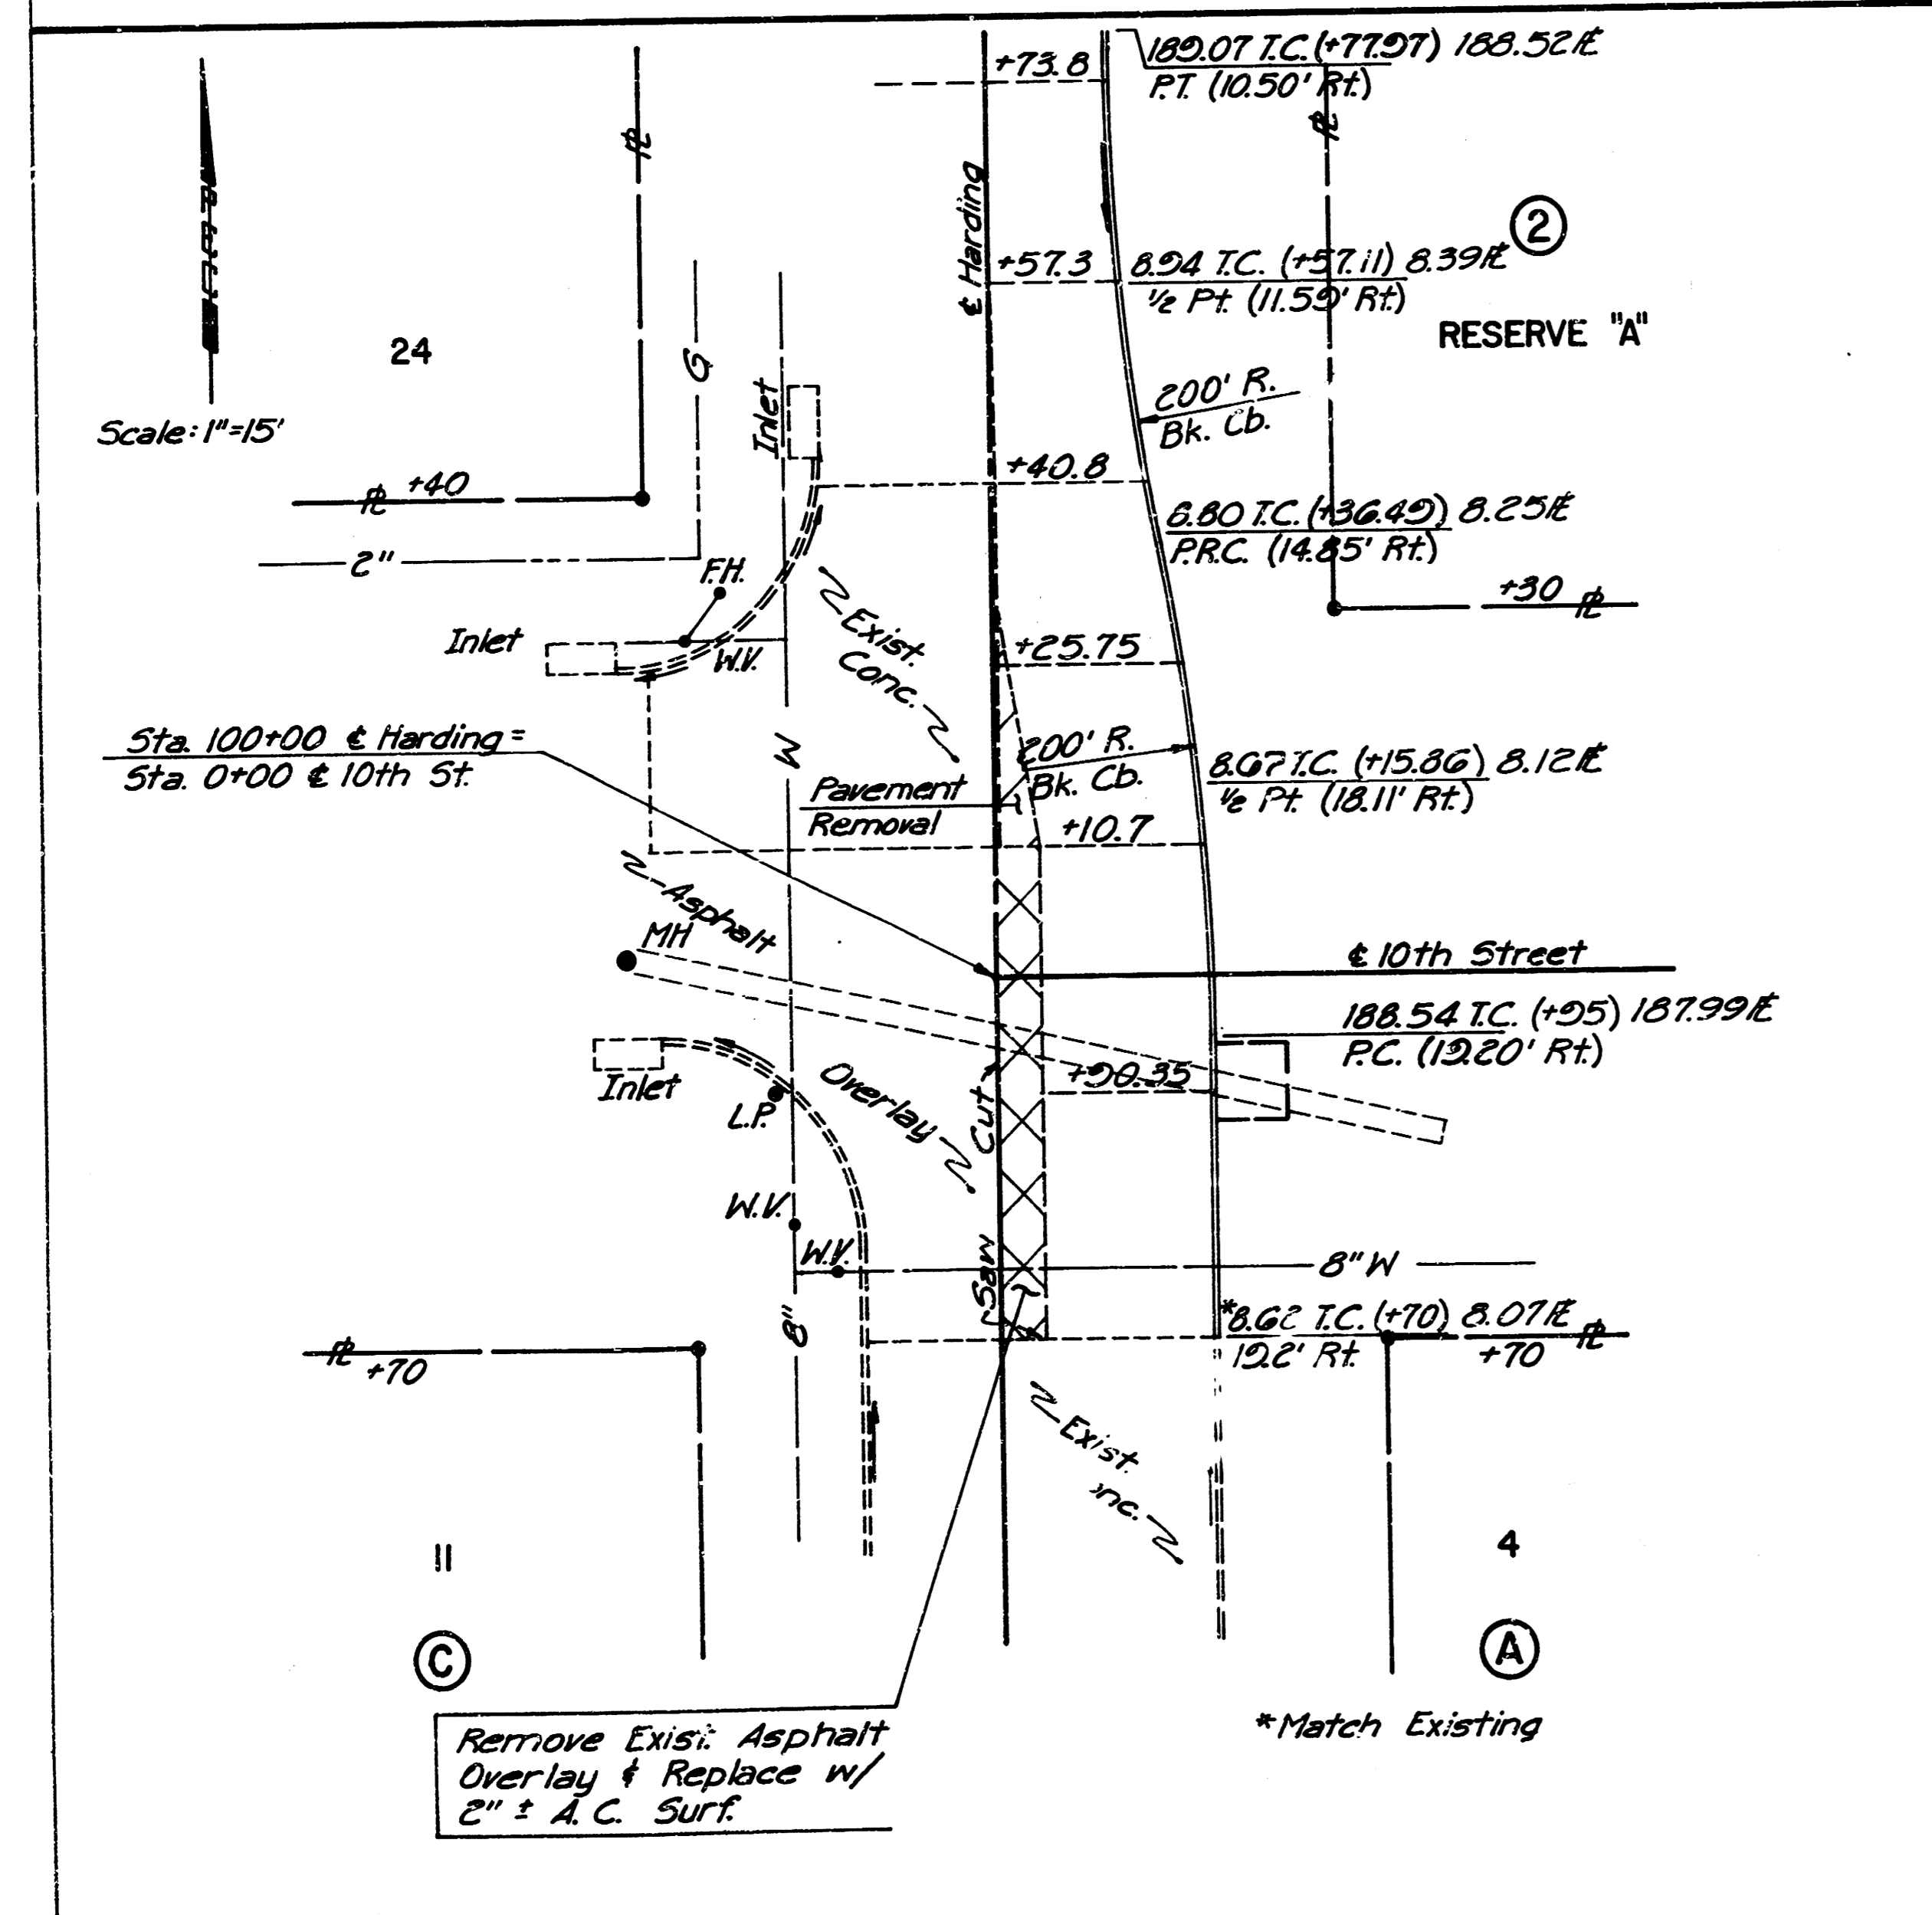 +73.8
189.07 T.C. (+77.97) 188.52 ℄
P.T. (10.50' Rt.)
℄
℄
℄ Harding
2
+57.3
8.94 T.C. (+57.11) 8.39 ℄
1/2 Pt. (11.59' Rt.)
RESERVE "A"
24
G
200' R.
Bk. Cb.
Inlet
Scale: 1"=15'
+40.8
℄ +40
8.80 T.C. (+36.49) 8.25 ℄
P.R.C. (14.85' Rt.)
2"
F.H.
+30 ℄
Inlet
W.V.
Exist.
Conc.
+25.75
Sta. 100+00 ℄ Harding =
Sta. 0+00 ℄ 10th St.
W
200' R.
Bk. Cb.
8.67 T.C. (+15.86) 8.12 ℄
1/2 Pt. (18.11' Rt.)
Pavement
Removal
+10.7
Asphalt
MH
℄ 10th Street
188.54 T.C. (+95) 187.99 ℄
P.C. (19.20' Rt.)
Inlet
L.P.
Overlay
Saw Cut
+90.35
W.V.
W.V.
8" W
8"
*8.62 T.C. (+70) 8.07 ℄
19.2' Rt.
℄
+70
℄
+70
Exist.
nc.
11
4
C
A
*Match Existing
Remove Exist. Asphalt
Overlay & Replace w/
2" ± A.C. Surf.